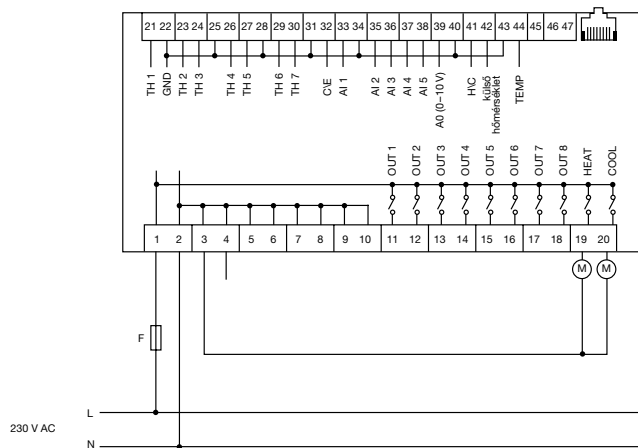 21 22 23 24 25 26 27 28 29 30 31 32 33 34 35 36 37 38 39 40 41 42 43 44 45 46 47
TH 1
GND
TH 2
TH 3
TH 4
TH 5
TH 6
TH 7
C\E
AI 1
AI 2
AI 3
AI 4
AI 5
A0 (0–10 V)
H\C
külső
hőmérséklet
TEMP
OUT 1
OUT 2
OUT 3
OUT 4
OUT 5
OUT 6
OUT 7
OUT 8
HEAT
COOL
1 2 3 4 5 6 7 8 9 10 11 12 13 14 15 16 17 18 19 20
M M
F
L
230 V AC
N